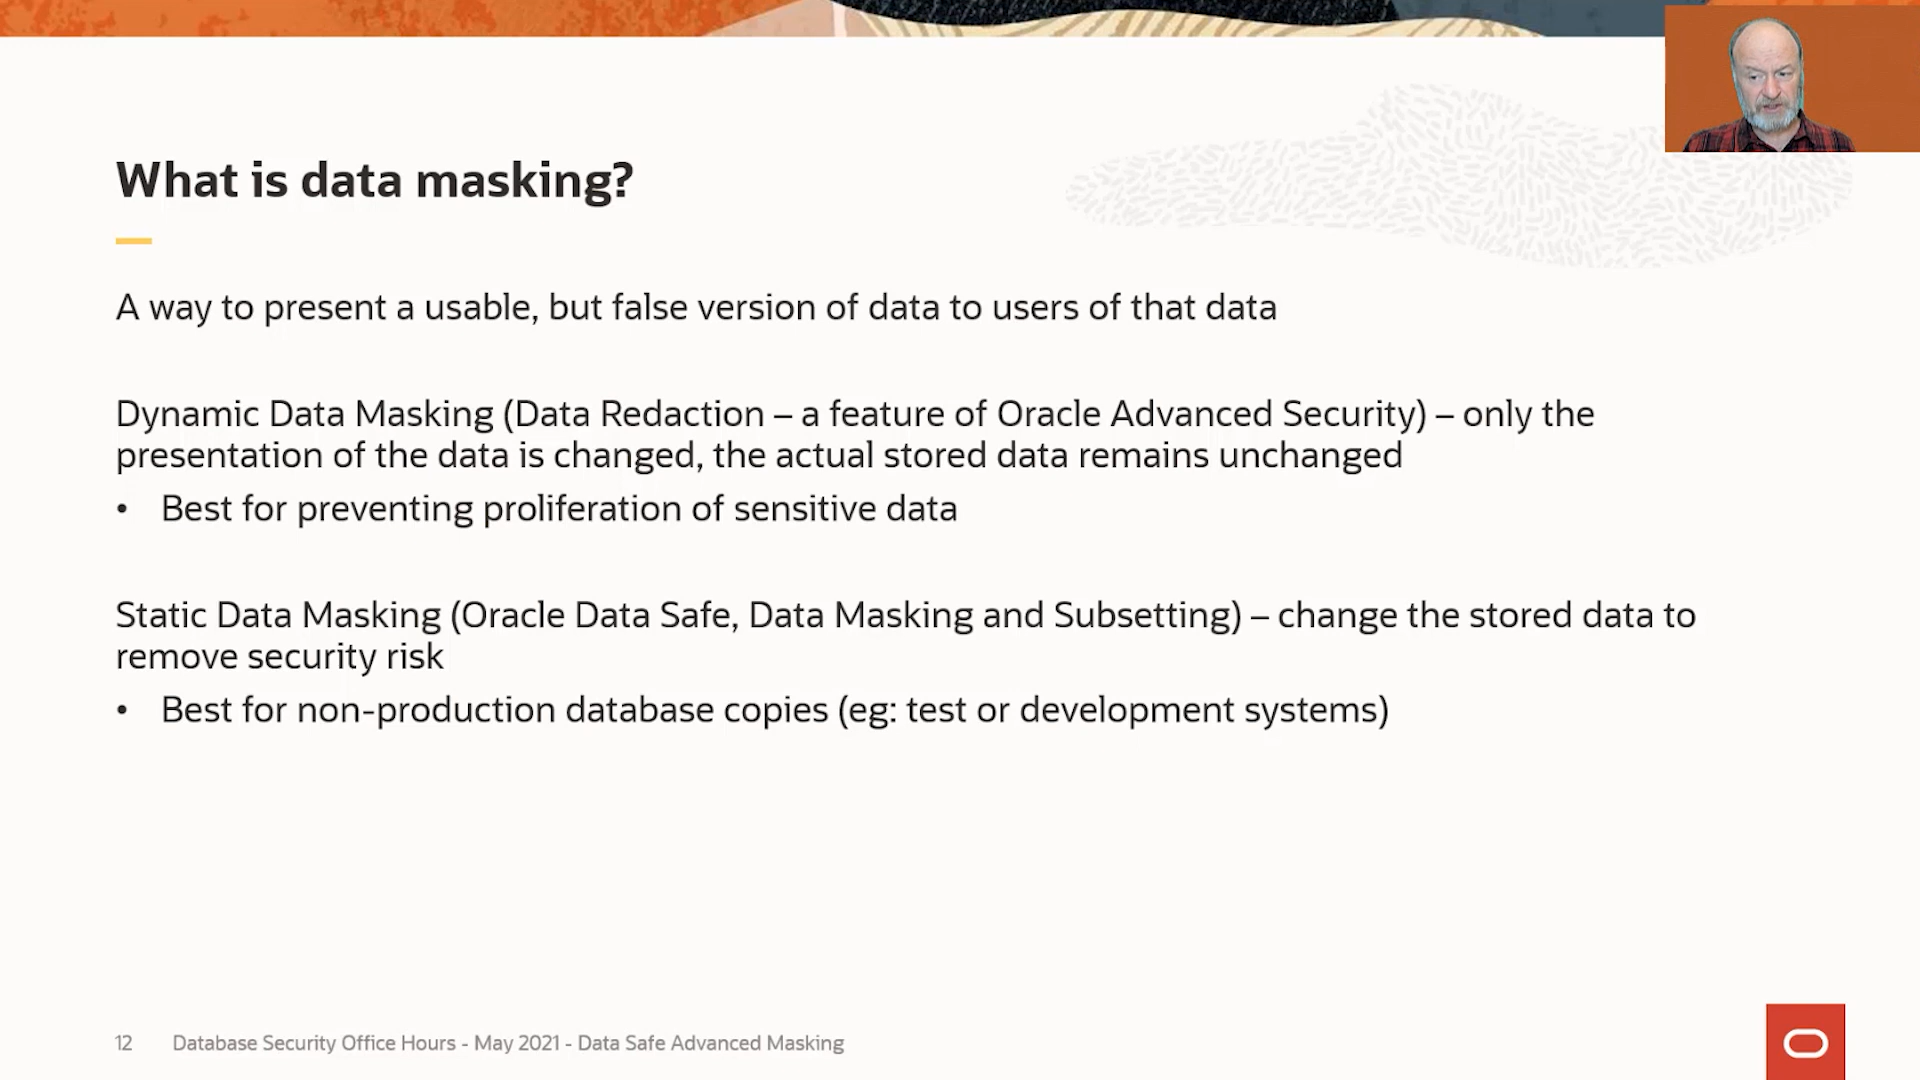 What is data masking?
A way to present a usable, but false version of data to users of that data
Dynamic Data Masking (Data Redaction – a feature of Oracle Advanced Security) – only the
presentation of the data is changed, the actual stored data remains unchanged
• Best for preventing proliferation of sensitive data
Static Data Masking (Oracle Data Safe, Data Masking and Subsetting) – change the stored data to
remove security risk
• Best for non-production database copies (eg: test or development systems)
12 Database Security Office Hours - May 2021 - Data Safe Advanced Masking